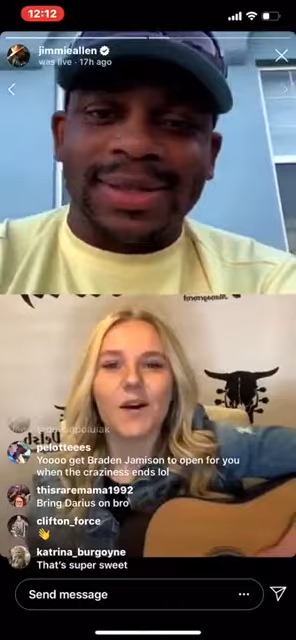 12:12
jimmieallen
was live · 17h ago
pelotteees
Yoooo get Braden Jamison to open for you
when the craziness ends lol
thisraremama1992
Bring Darius on bro
clifton_force
👋
katrina_burgoyne
That's super sweet
Send message